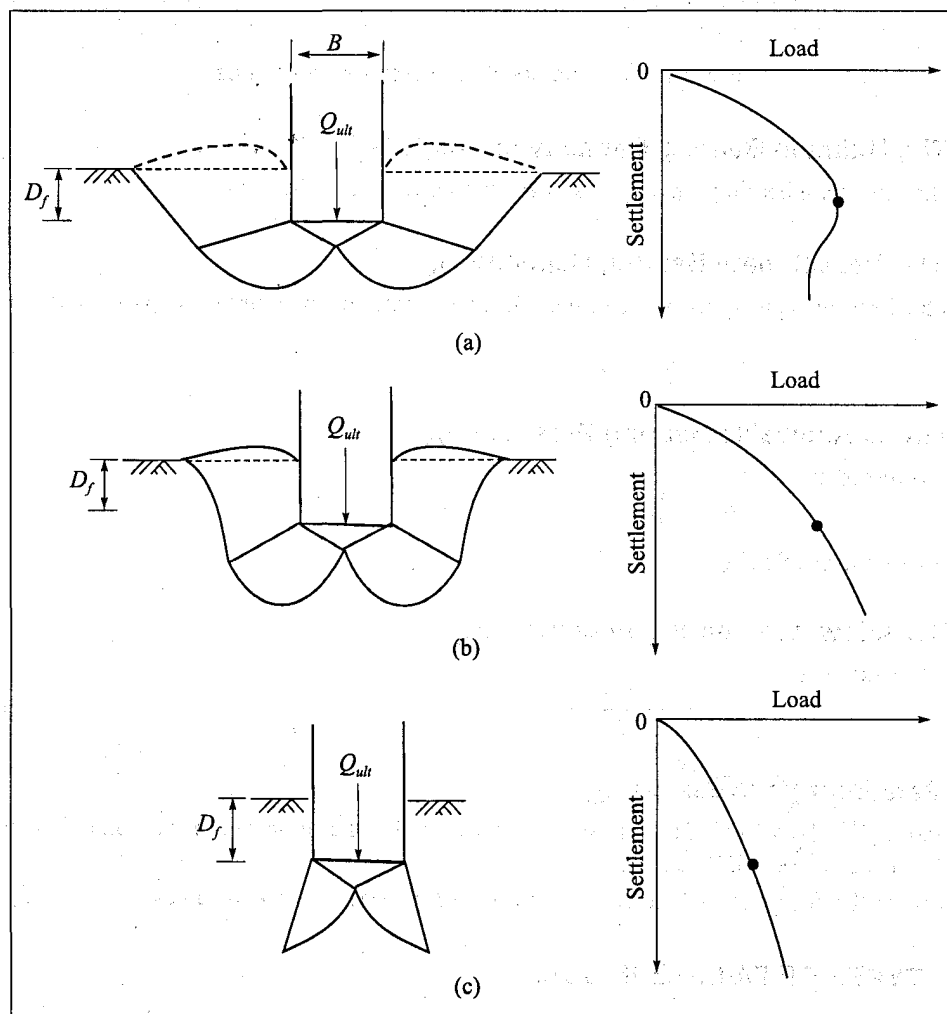 B
Load
0
Q_ult
D_f
Settlement
(a)
Load
0
Q_ult
D_f
Settlement
(b)
Load
0
Q_ult
D_f
Settlement
(c)